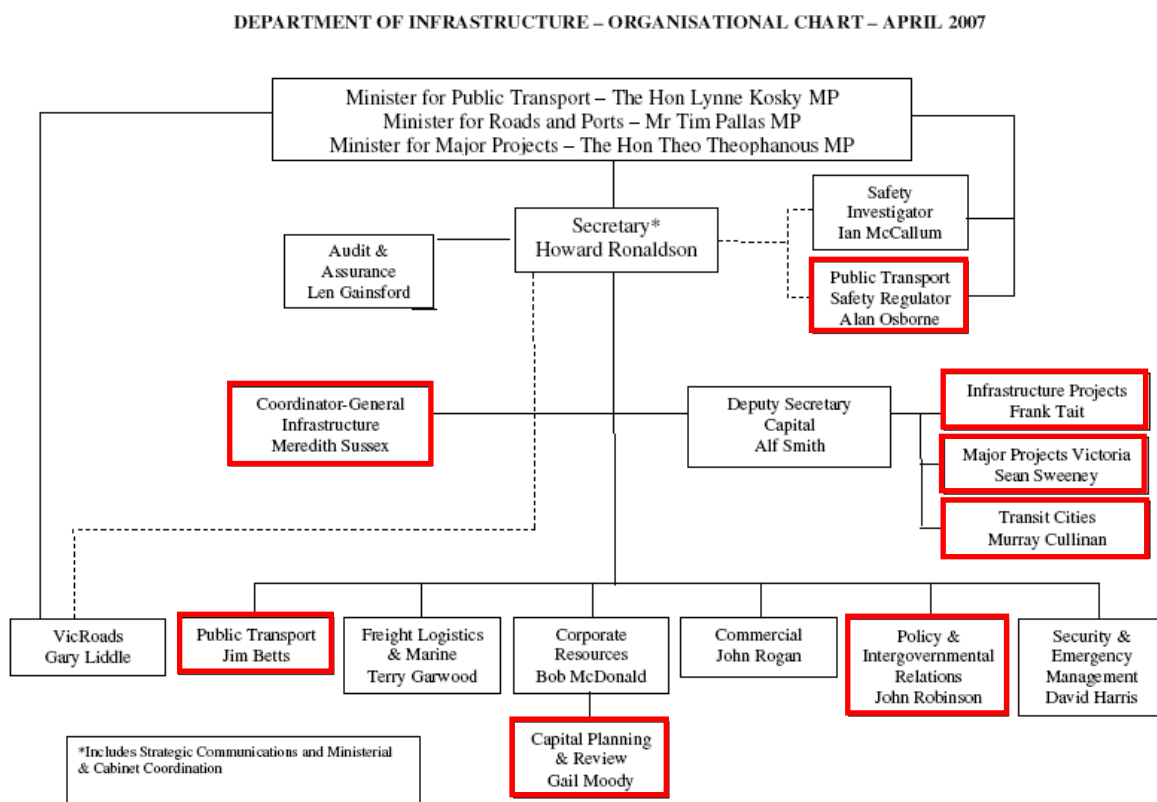 DEPARTMENT OF INFRASTRUCTURE – ORGANISATIONAL CHART – APRIL 2007
Minister for Public Transport – The Hon Lynne Kosky MP
Minister for Roads and Ports – Mr Tim Pallas MP
Minister for Major Projects – The Hon Theo Theophanous MP
Secretary*
Howard Ronaldson
Audit &
Assurance
Len Gainsford
Safety
Investigator
Ian McCallum
Public Transport
Safety Regulator
Alan Osborne
Coordinator-General
Infrastructure
Meredith Sussex
Deputy Secretary
Capital
Alf Smith
Infrastructure Projects
Frank Tait
Major Projects Victoria
Sean Sweeney
Transit Cities
Murray Cullinan
VicRoads
Gary Liddle
Public Transport
Jim Betts
Freight Logistics
& Marine
Terry Garwood
Corporate
Resources
Bob McDonald
Commercial
John Rogan
Policy &
Intergovernmental
Relations
John Robinson
Security &
Emergency
Management
David Harris
Capital Planning
& Review
Gail Moody
*Includes Strategic Communications and Ministerial
& Cabinet Coordination